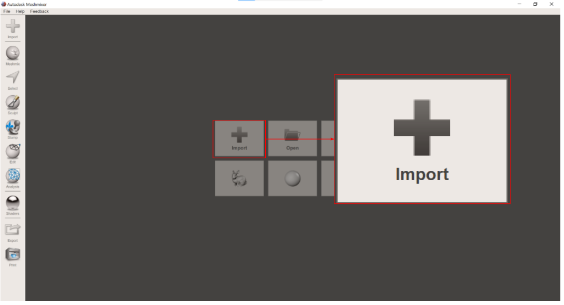 Autodesk Meshmixer
File Help Feedback
Import
Meshmix
Select
Sculpt
Stamp
Edit
Analysis
Shaders
Export
Print
Import
Open
Import